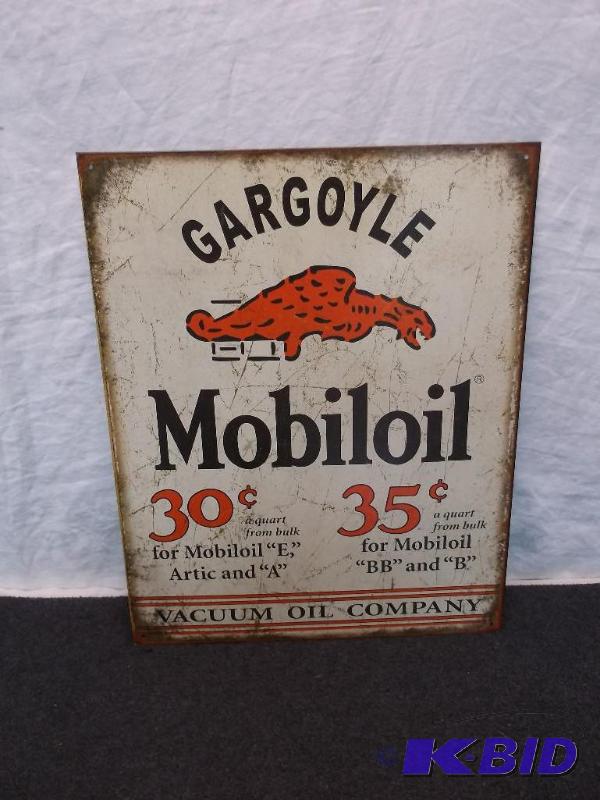 GARGOYLE
Mobiloil®
30¢ a quart from bulk
for Mobiloil "E,"
Artic and "A"
35¢ a quart from bulk
for Mobiloil
"BB" and "B"
VACUUM OIL COMPANY
© K-BID